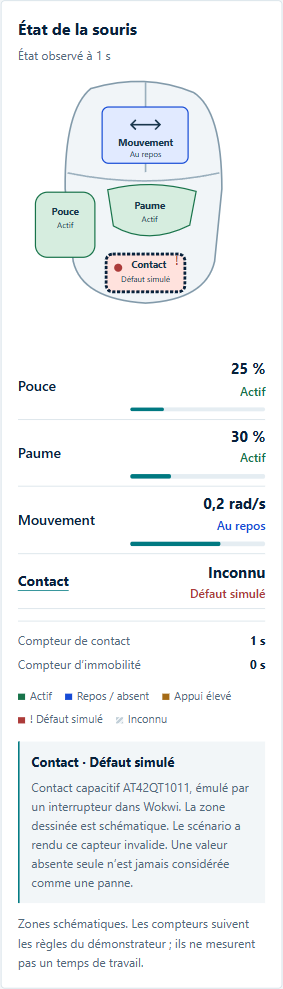 État de la souris
État observé à 1 s
Mouvement
Au repos
Pouce
Actif
Paume
Actif
Contact
!
Défaut simulé
Pouce
25 %
Actif
Paume
30 %
Actif
Mouvement
0,2 rad/s
Au repos
Contact
Inconnu
Défaut simulé
Compteur de contact 1 s
Compteur d’immobilité 0 s
Actif Repos / absent Appui élevé
! Défaut simulé Inconnu
Contact · Défaut simulé
Contact capacitif AT42QT1011, émulé par
un interrupteur dans Wokwi. La zone
dessinée est schématique. Le scénario a
rendu ce capteur invalide. Une valeur
absente seule n’est jamais considérée
comme une panne.
Zones schématiques. Les compteurs suivent
les règles du démonstrateur ; ils ne mesurent
pas un temps de travail.